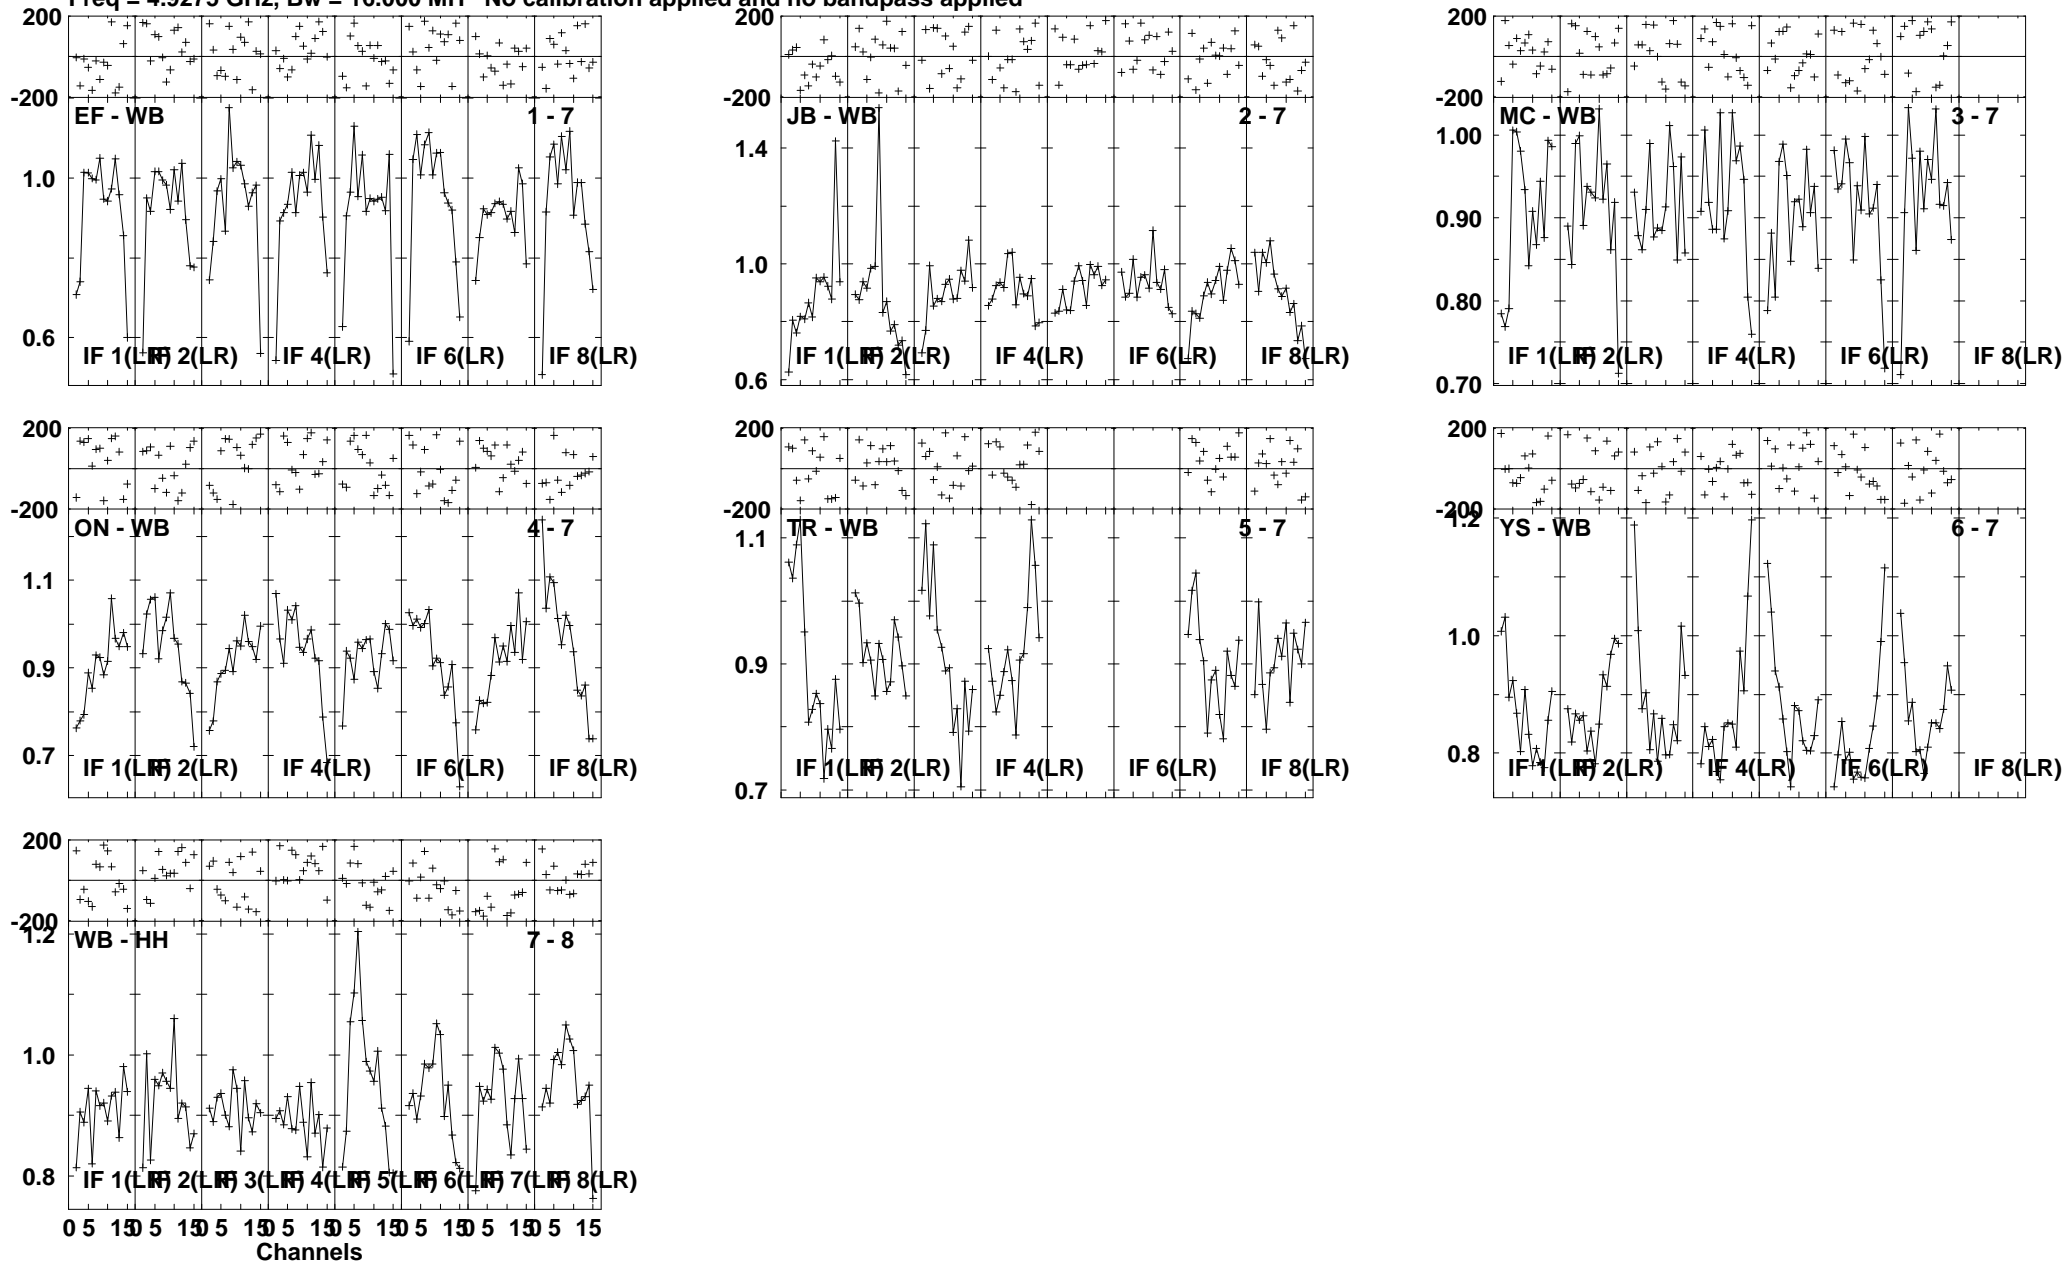 Freq = 4.9275 GHz, Bw = 16.000 MH No calibration applied and no bandpass applied
200
-200
EF - WB 1 - 7
1.0
0.6
IF 1(LR) IF 2(LR) IF 4(LR) IF 6(LR) IF 8(LR)
200
-200
JB - WB 2 - 7
1.4
1.0
0.6
IF 1(LR) IF 2(LR) IF 4(LR) IF 6(LR) IF 8(LR)
200
-200
MC - WB 3 - 7
1.00
0.90
0.80
0.70
IF 1(LR) IF 2(LR) IF 4(LR) IF 6(LR) IF 8(LR)
200
-200
ON - WB 4 - 7
1.1
0.9
0.7
IF 1(LR) IF 2(LR) IF 4(LR) IF 6(LR) IF 8(LR)
200
-200
TR - WB 5 - 7
1.1
0.9
0.7
IF 1(LR) IF 2(LR) IF 4(LR) IF 6(LR) IF 8(LR)
200
-200
1.2
YS - WB 6 - 7
1.0
0.8
IF 1(LR) IF 2(LR) IF 4(LR) IF 6(LR) IF 8(LR)
200
-200
1.2
WB - HH 7 - 8
1.0
0.8
IF 1(LR) IF 2(LR) IF 3(LR) IF 4(LR) IF 5(LR) IF 6(LR) IF 7(LR) IF 8(LR)
0 5 15 0 5 15 0 5 15 0 5 15 0 5 15 0 5 15 0 5 15 0 5 15
Channels